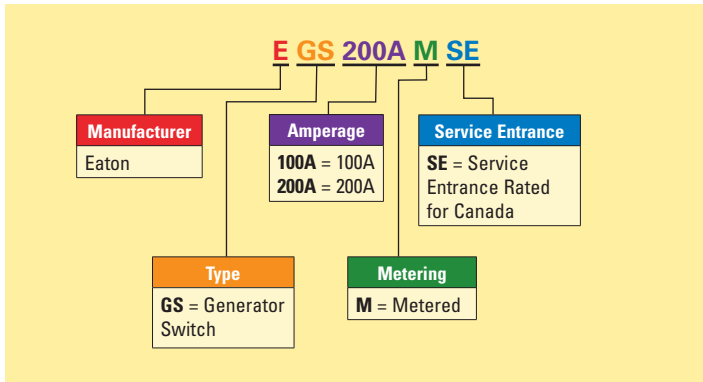 E GS 200A M SE
Manufacturer
Eaton
Amperage
100A = 100A
200A = 200A
Service Entrance
SE = Service
Entrance Rated
for Canada
Type
GS = Generator
Switch
Metering
M = Metered